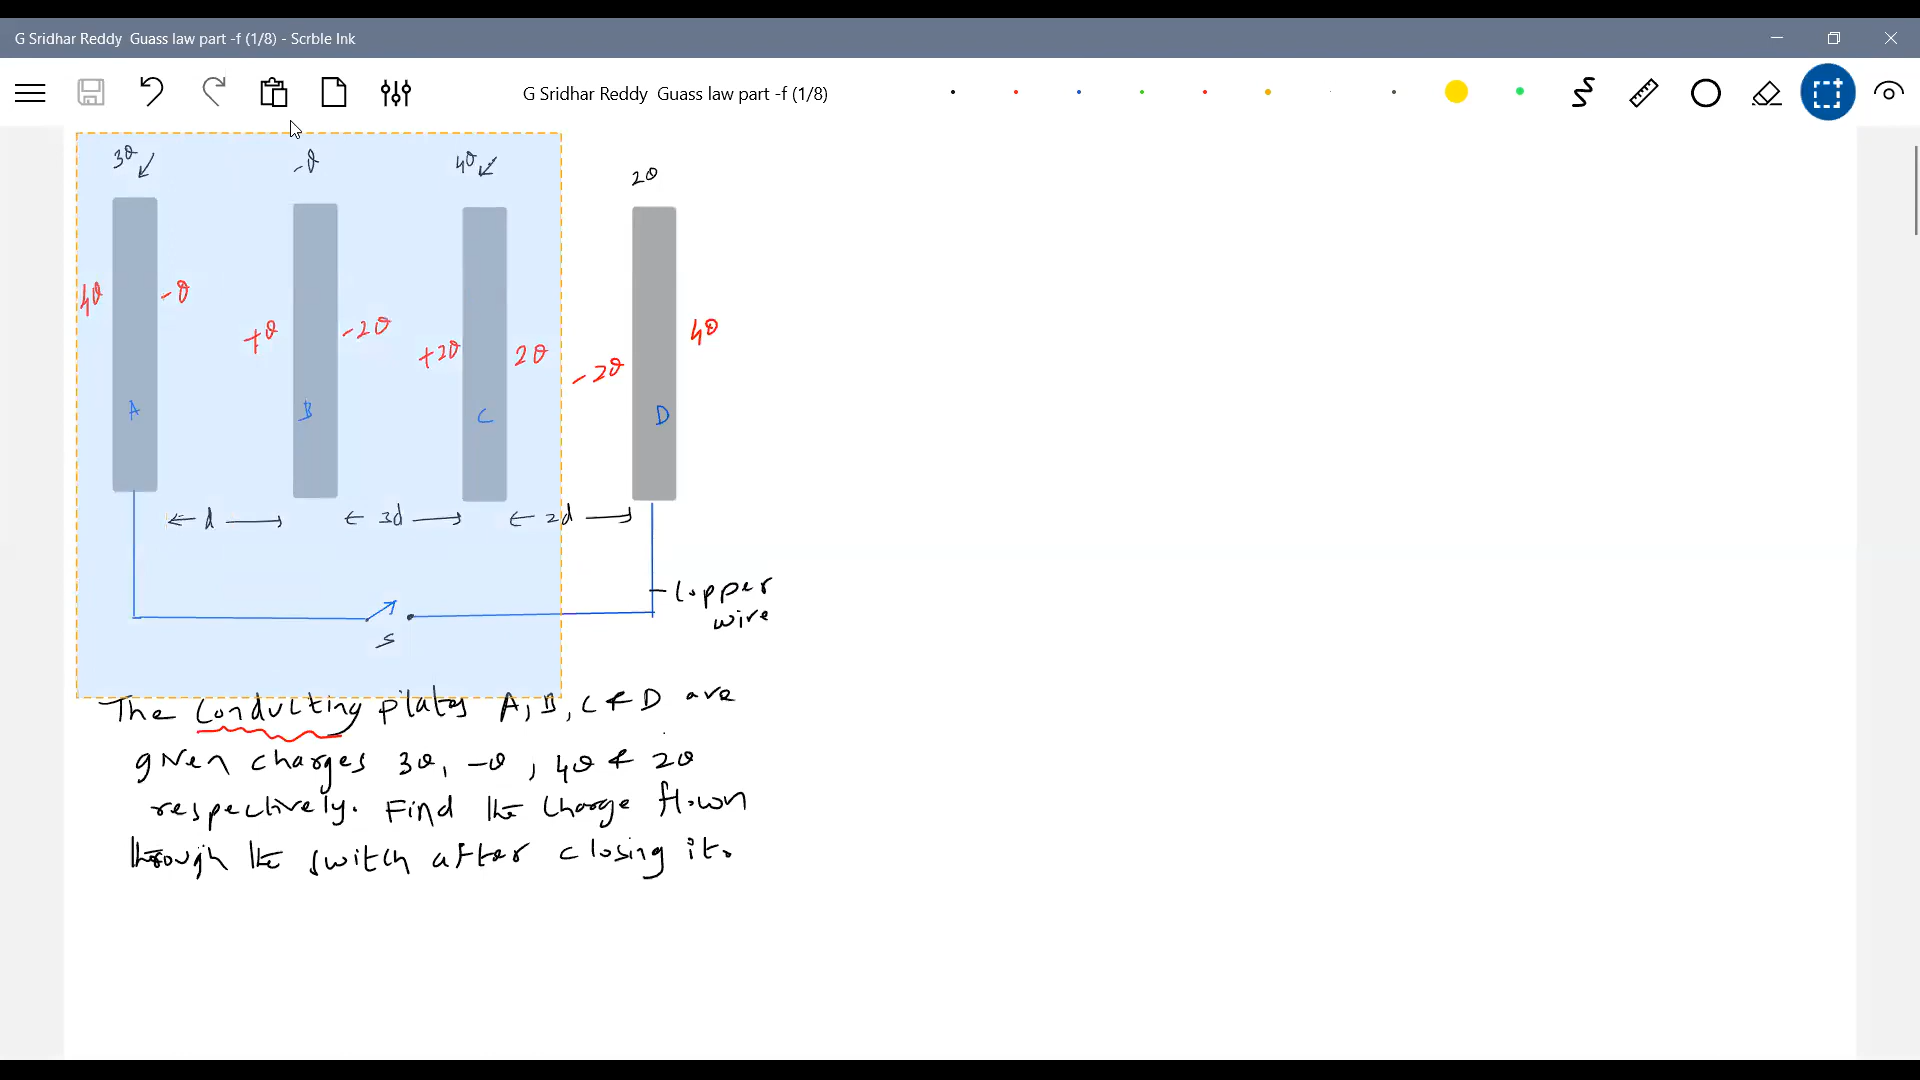 G Sridhar Reddy Guass law part -f (1/8) - Scrble Ink
G Sridhar Reddy Guass law part -f (1/8)
3Q -Q 4Q 2Q
4Q -Q +Q -2Q +2Q 2Q -2Q 4Q
A B C D
d 3d 2d
S
Copper
wire
The Conducting plates A, B, C & D are
given charges 3Q, -Q, 4Q & 2Q
respectively. Find the charge flown
through the switch after closing it.